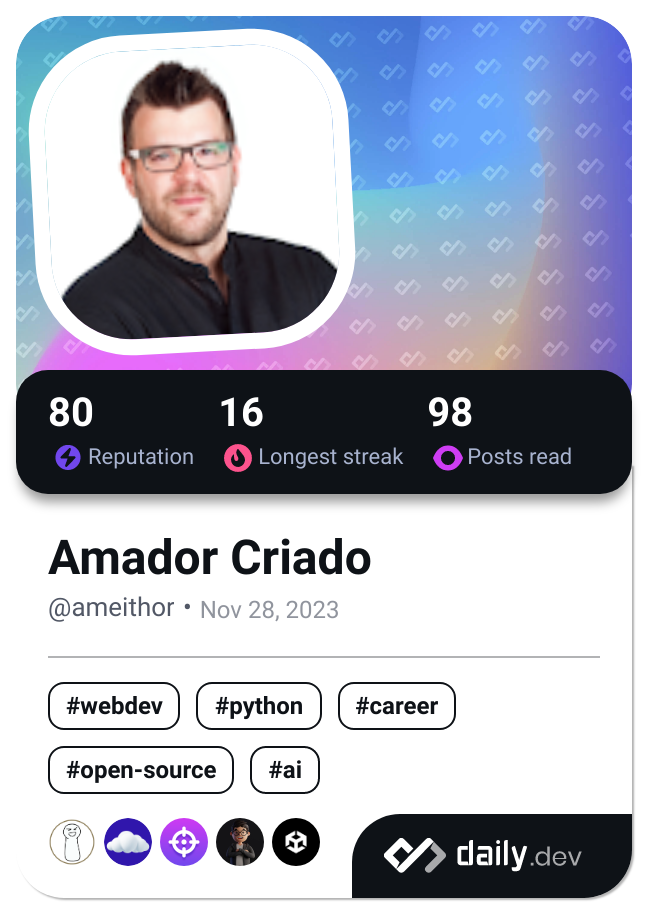 80 16 98
Reputation Longest streak Posts read
Amador Criado
@ameithor • Nov 28, 2023
#webdev #python #career
#open-source #ai
daily.dev